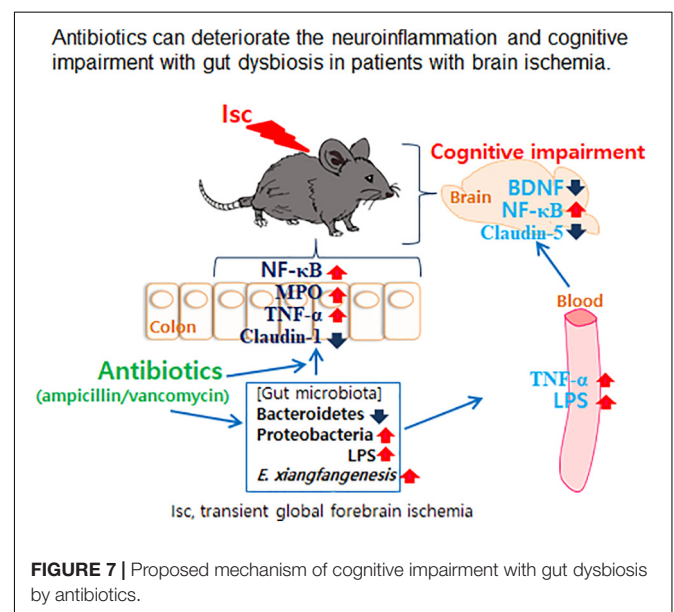 Antibiotics can deteriorate the neuroinflammation and cognitive
impairment with gut dysbiosis in patients with brain ischemia.
Isc
Cognitive impairment
Brain
BDNF
NF-κB
Claudin-5
NF-κB
MPO
TNF-α
Claudin-1
Colon
Blood
TNF-α
LPS
Antibiotics
(ampicillin/vancomycin)
[Gut microbiota]
Bacteroidetes
Proteobacteria
LPS
E. xiangfangenesis
Isc, transient global forebrain ischemia
FIGURE 7 | Proposed mechanism of cognitive impairment with gut dysbiosis
by antibiotics.